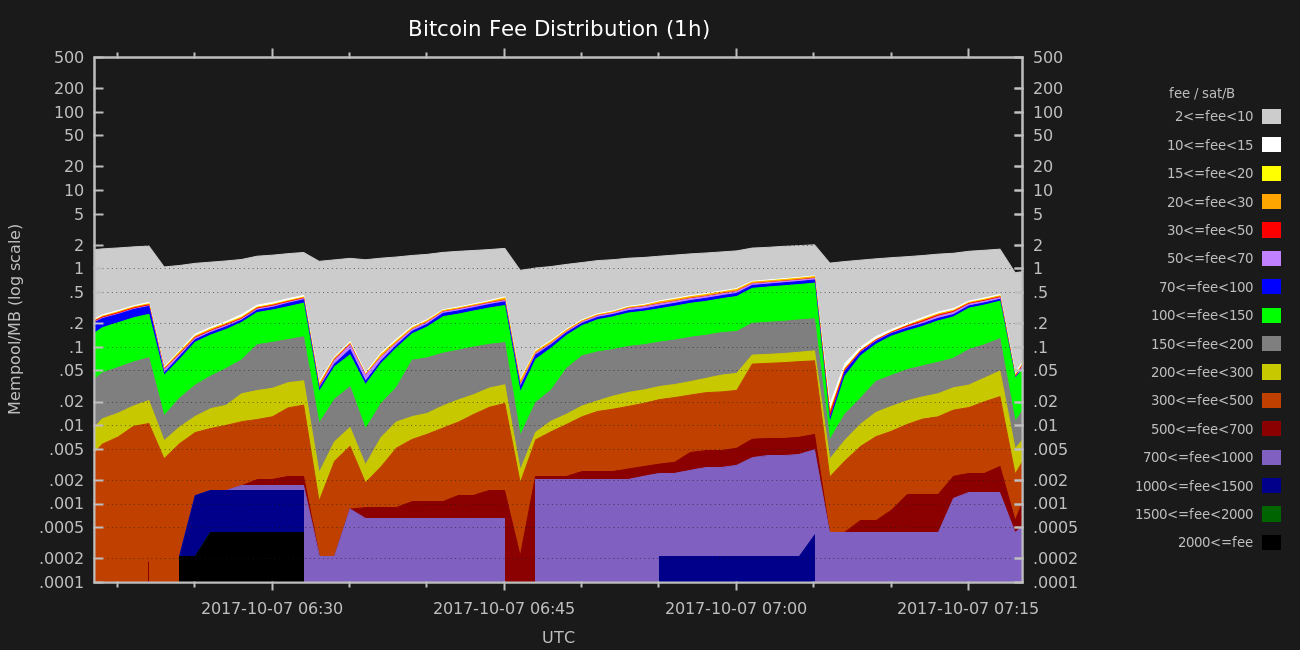 Bitcoin Fee Distribution (1h)
Mempool/MB (log scale)
500
200
100
50
20
10
5
2
1
.5
.2
.1
.05
.02
.01
.005
.002
.001
.0005
.0002
.0001
500
200
100
50
20
10
5
2
1
.5
.2
.1
.05
.02
.01
.005
.002
.001
.0005
.0002
.0001
2017-10-07 06:30 2017-10-07 06:45 2017-10-07 07:00 2017-10-07 07:15
UTC
fee / sat/B
2<=fee<10
10<=fee<15
15<=fee<20
20<=fee<30
30<=fee<50
50<=fee<70
70<=fee<100
100<=fee<150
150<=fee<200
200<=fee<300
300<=fee<500
500<=fee<700
700<=fee<1000
1000<=fee<1500
1500<=fee<2000
2000<=fee